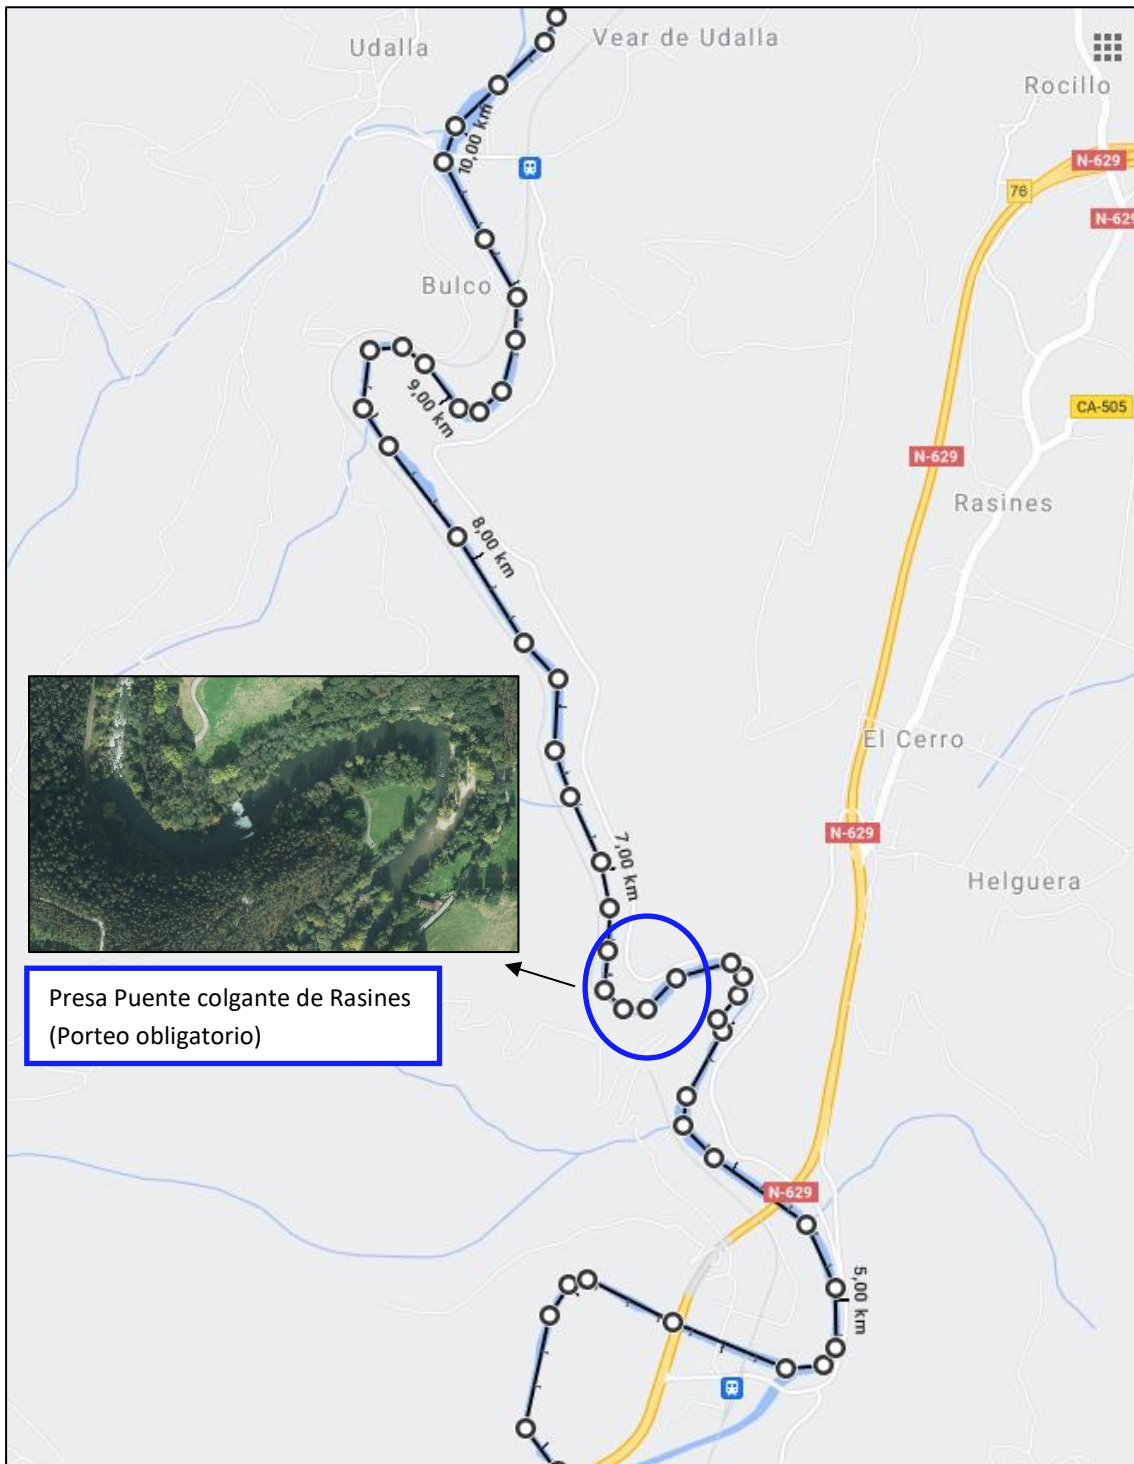 Udalla
Vear de Udalla
Rocillo
10,00 km
N-629
76
N-629
Bulco
9,00 km
CA-505
N-629
Rasines
8,00 km
El Cerro
N-629
7,00 km
Helguera
Presa Puente colgante de Rasines
(Porteo obligatorio)
N-629
5,00 km